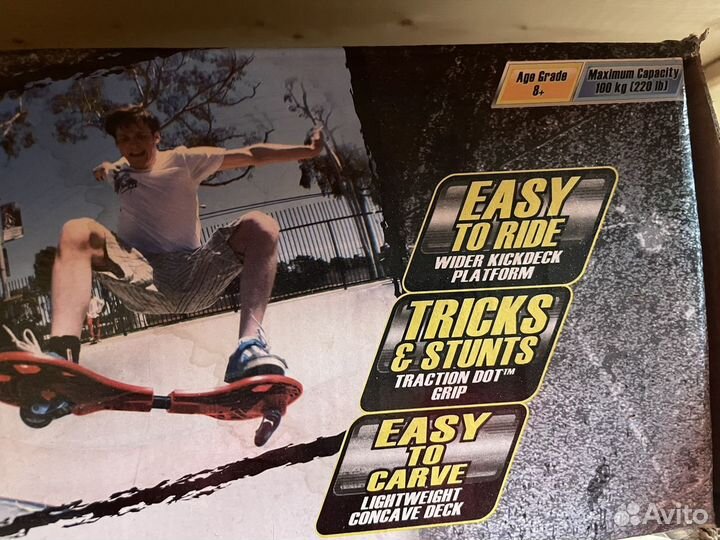 Age Grade
8+
Maximum Capacity
100 kg (220 lb)
EASY
TO RIDE
WIDER KICKDECK
PLATFORM
TRICKS
& STUNTS
TRACTION DOT™
GRIP
EASY
TO
CARVE
LIGHTWEIGHT
CONCAVE DECK
Avito